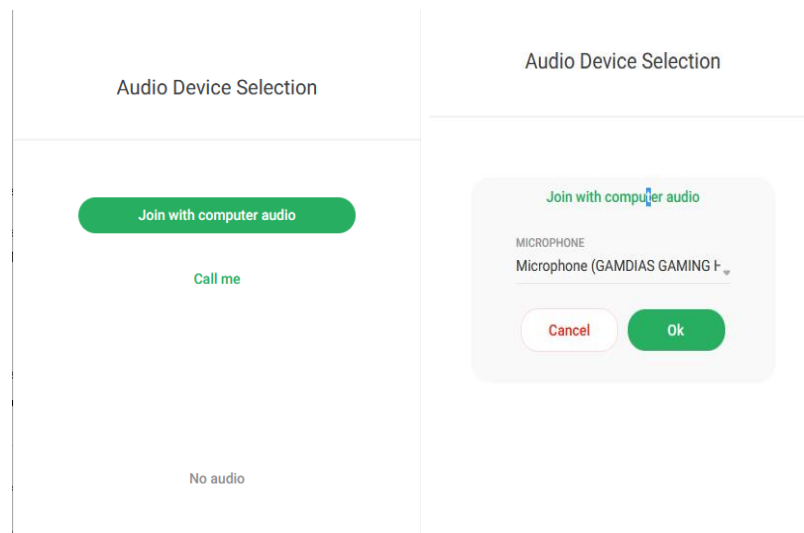 Audio Device Selection
Join with computer audio
Call me
No audio
Audio Device Selection
Join with computer audio
MICROPHONE
Microphone (GAMDIAS GAMING
Cancel
Ok